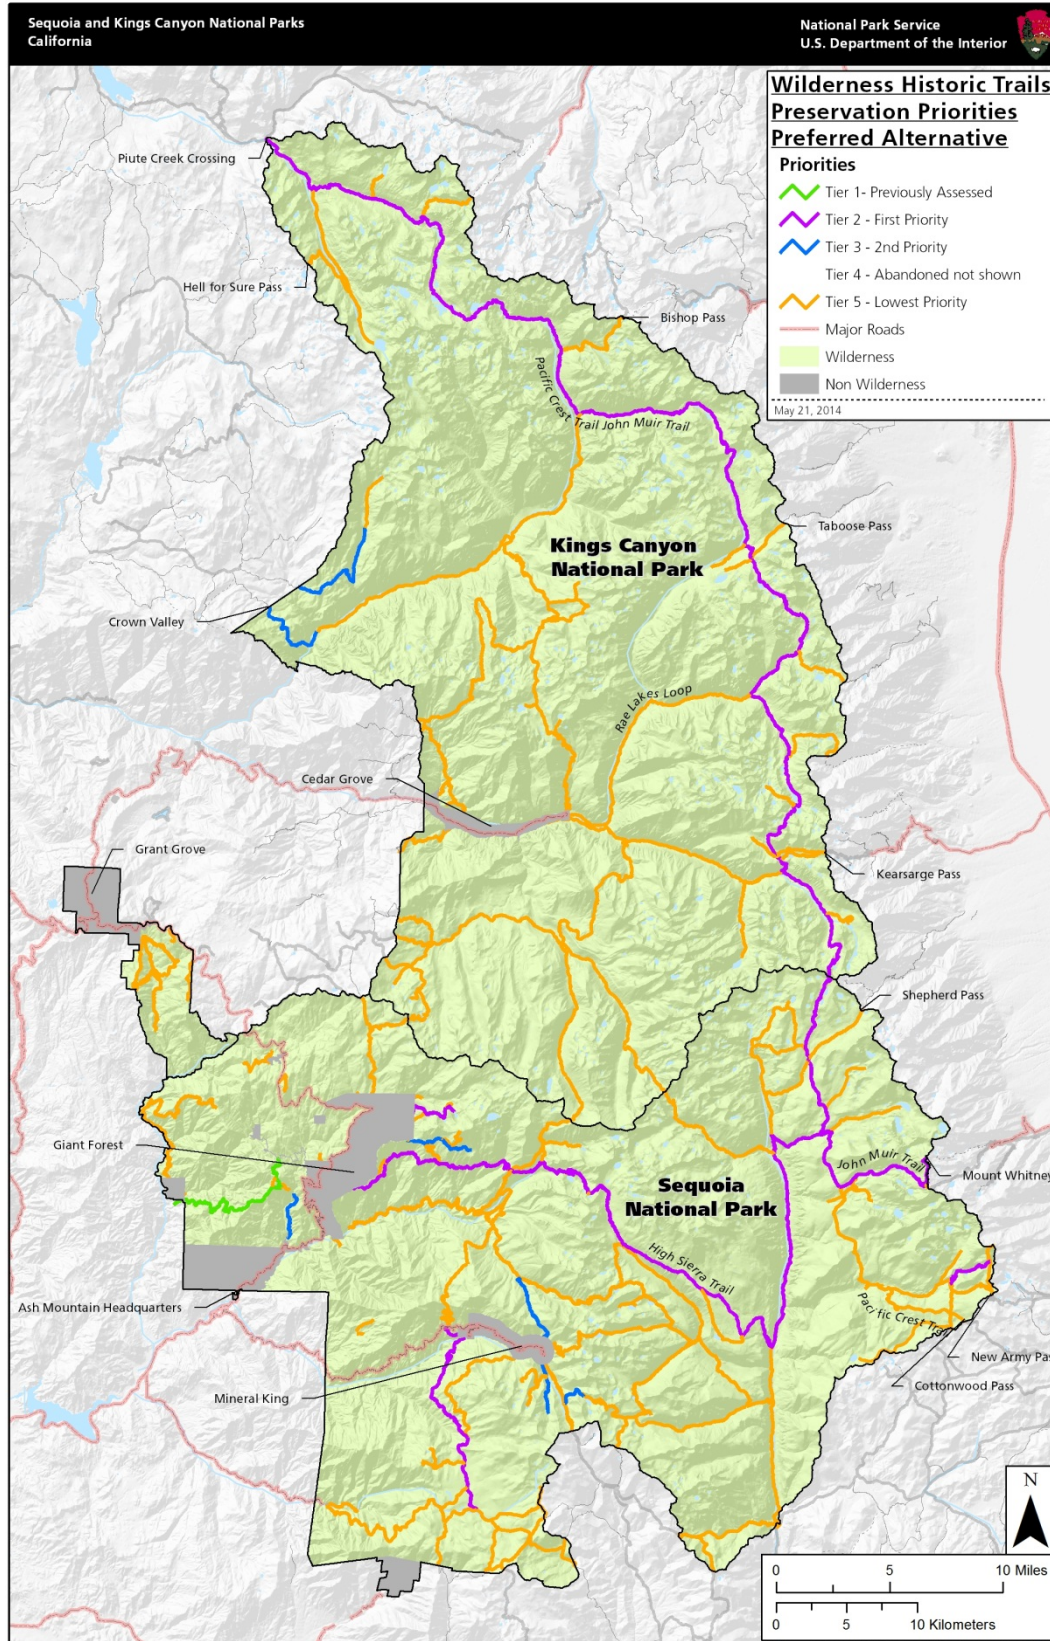 Sequoia and Kings Canyon National Parks
California
National Park Service
U.S. Department of the Interior
Wilderness Historic Trails
Preservation Priorities
Preferred Alternative
Priorities
Tier 1- Previously Assessed
Tier 2 - First Priority
Tier 3 - 2nd Priority
Tier 4 - Abandoned not shown
Tier 5 - Lowest Priority
Major Roads
Wilderness
Non Wilderness
May 21, 2014
Piute Creek Crossing
Hell for Sure Pass
Bishop Pass
Pacific Crest Trail John Muir Trail
Taboose Pass
Kings Canyon
National Park
Crown Valley
Rae Lakes Loop
Cedar Grove
Grant Grove
Kearsarge Pass
Shepherd Pass
Giant Forest
John Muir Trail
Mount Whitney
Sequoia
National Park
High Sierra Trail
Ash Mountain Headquarters
Pacific Crest Trail
New Army Pas
Cottonwood Pass
Mineral King
N
0 5 10 Miles
0 5 10 Kilometers